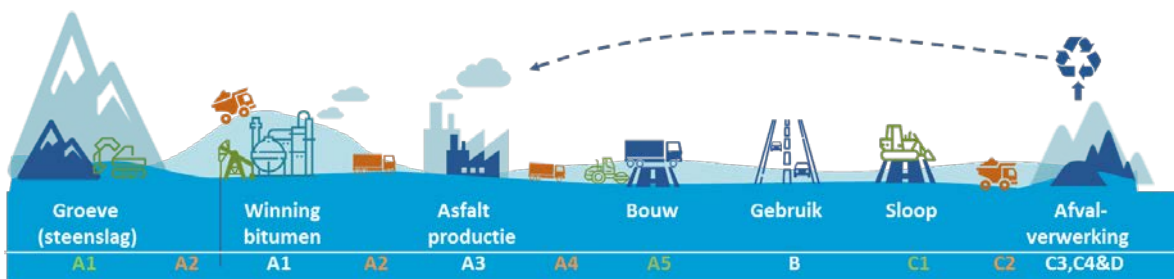 Groeve (steenslag)
Winning bitumen
Asfalt productie
Bouw
Gebruik
Sloop
Afval-
verwerking
A1 A2 A1 A2 A3 A4 A5 B C1 C2 C3,C4&D